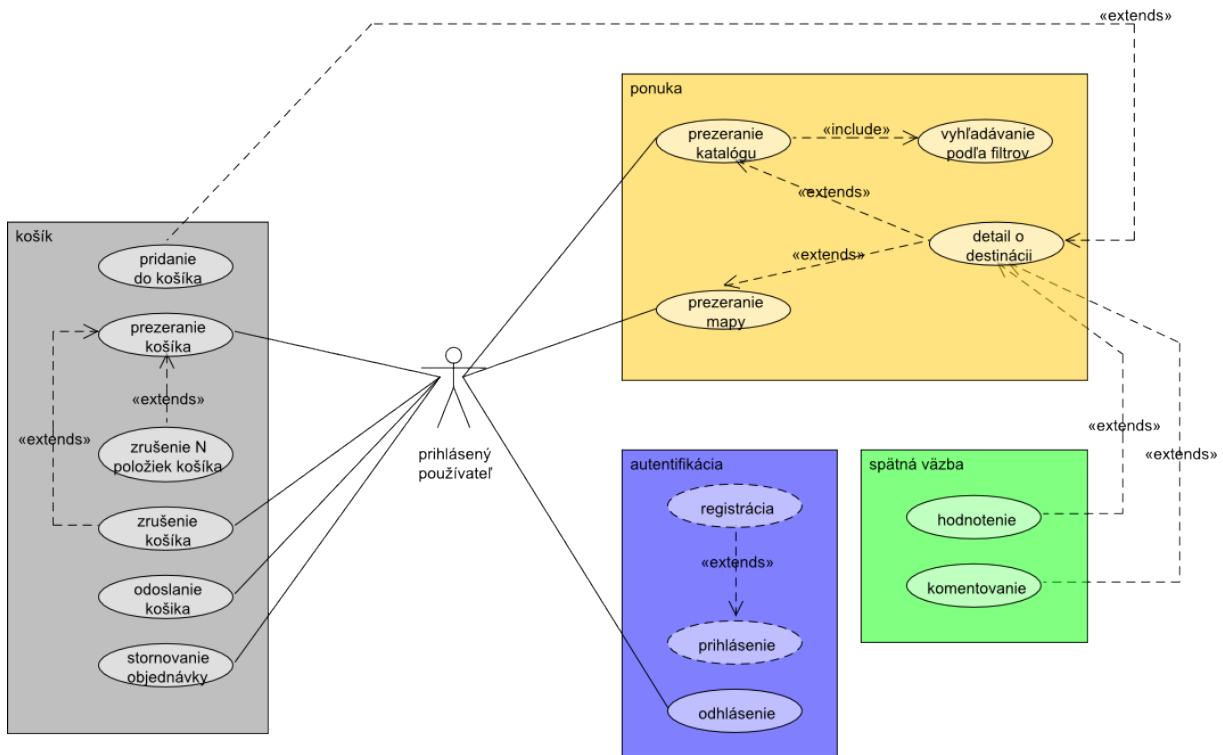 «extends»
ponuka
prezeranie
katalógu
«include»
vyhľadávanie
podľa filtrov
«extends»
detail o
destinácii
«extends»
prezeranie
mapy
košík
pridanie
do košíka
prezeranie
košíka
«extends»
«extends»
zrušenie N
položiek košíka
zrušenie
košíka
odoslanie
košika
stornovanie
objednávky
prihlásený
používateľ
autentifikácia
registrácia
«extends»
prihlásenie
odhlásenie
spätná väzba
«extends»
«extends»
hodnotenie
komentovanie